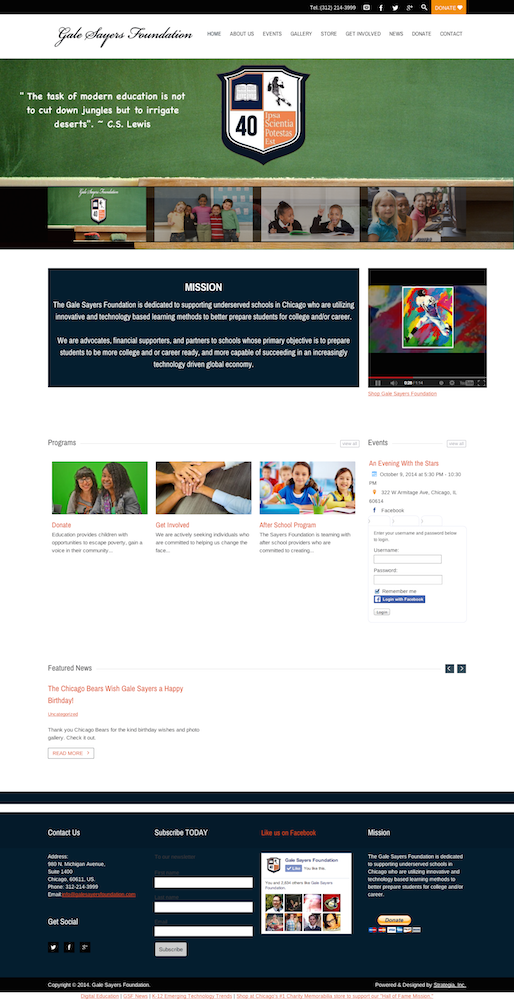 Tel. (312) 214-3999
DONATE
Gale Sayers Foundation
HOME ABOUT US EVENTS GALLERY STORE GET INVOLVED NEWS DONATE CONTACT
" The task of modern education is not
to cut down jungles but to irrigate
deserts". ~ C.S. Lewis
40
Ipsa
Scientia
Potestas
Est
Gale Sayers Foundation
40
MISSION
The Gale Sayers Foundation is dedicated to supporting underserved schools in Chicago who are utilizing
innovative and technology based learning methods to better prepare students for college and/or career.
We are advocates, financial supporters, and partners to schools whose primary objective is to prepare
students to be more college and or career ready, and more capable of succeeding in an increasingly
technology driven global economy.
Shop Gale Sayers Foundation
Programs
view all
Donate
Education provides children with
opportunities to escape poverty, gain a
voice in their community...
Get Involved
We are actively seeking individuals who
are committed to helping us change the
face...
After School Program
The Sayers Foundation is learning with
after school providers who are
committed to creating...
Events
view all
An Evening With the Stars
October 9, 2014 at 5:30 PM - 10:30
PM
322 W Armitage Ave, Chicago, IL
60614
Facebook
Enter your username and password below
to login.
Username:
Password:
Remember me
Login with Facebook
Login
Featured News
The Chicago Bears Wish Gale Sayers a Happy
Birthday!
Uncategorized
Thank you Chicago Bears for the kind birthday wishes and photo
gallery. Check it out.
READ MORE
Contact Us
Address:
980 N. Michigan Avenue,
Suite 1400
Chicago, 60611, US.
Phone: 312-214-3999
Email:info@galesayersfoundation.com
Get Social
Subscribe TODAY
Subscribe
Like us on Facebook
Gale Sayers Foundation
Like You like this.
You and 2,894 others like Gale Sayers
Foundation.
Mission
The Gale Sayers Foundation is dedicated
to supporting underserved schools in
Chicago who are utilizing innovative and
technology based learning methods to
better prepare students for college and/or
career.
Donate
Copyright © 2014. Gale Sayers Foundation.
Powered & Designed by Strategia, Inc.
Digital Education | GSF News | K-12 Emerging Technology Trends | Shop at Chicago's #1 Charity Memorabilia store to support our "Hall of Fame Mission."